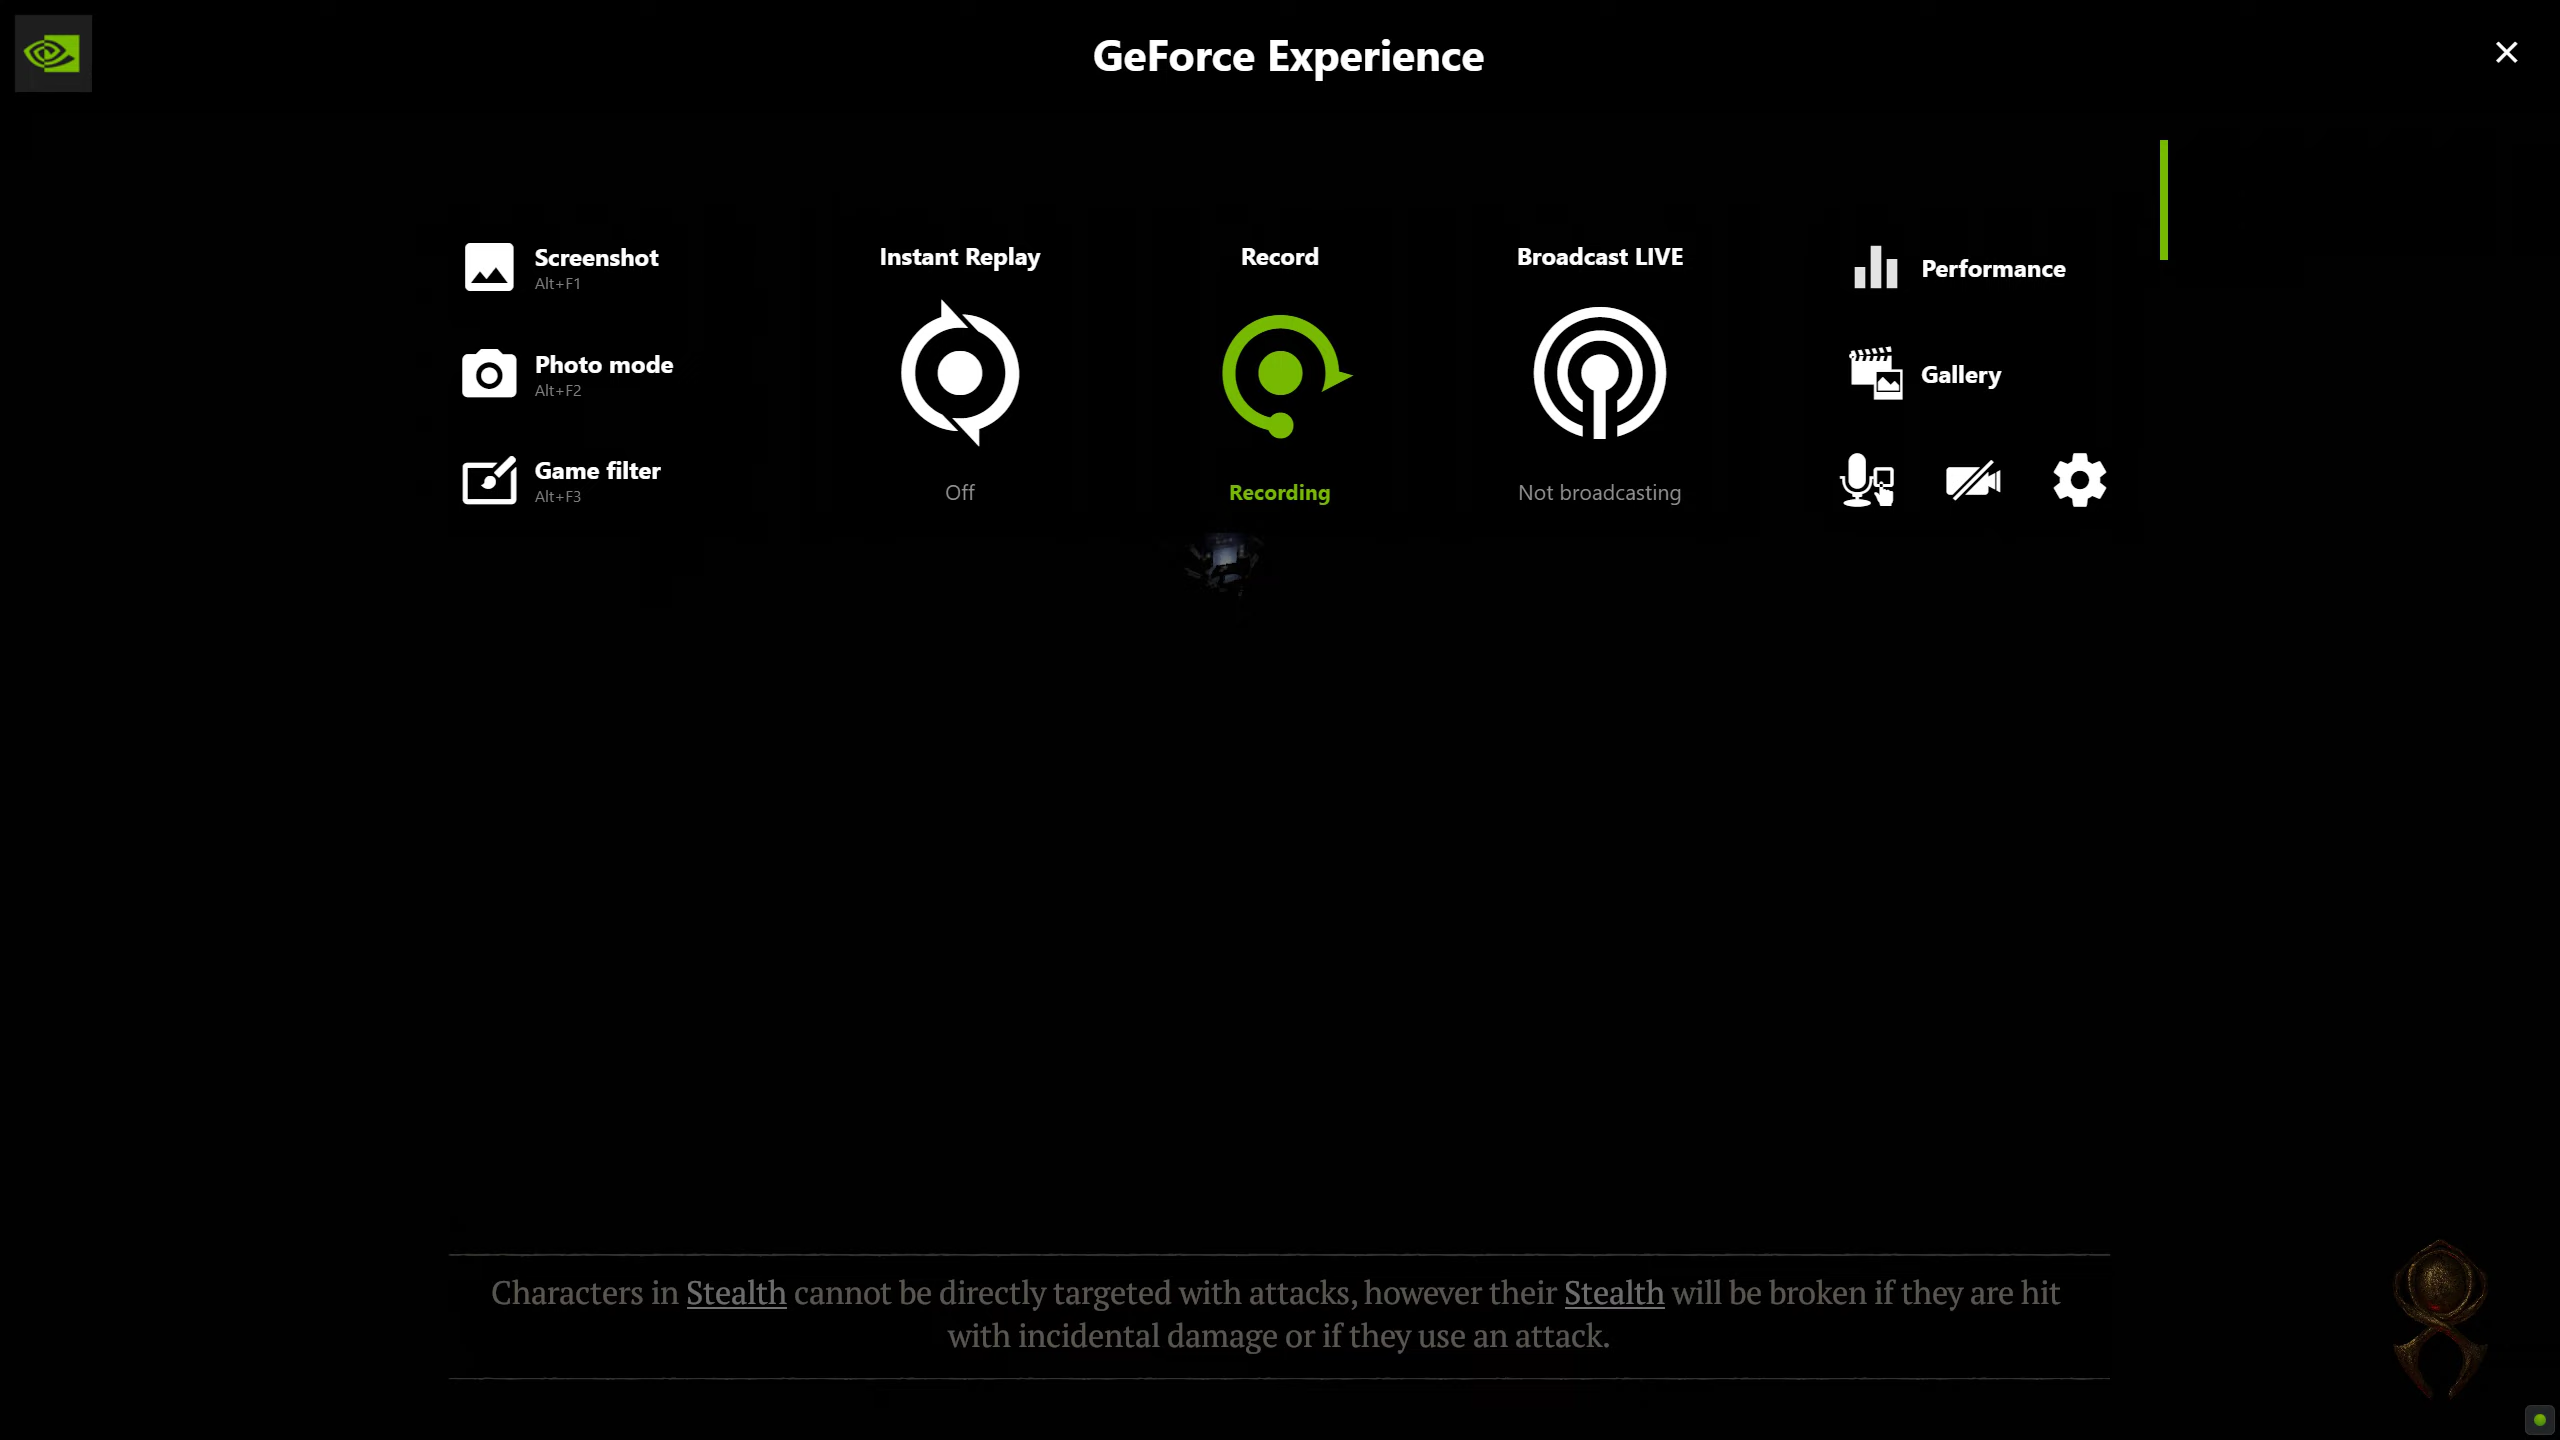 GeForce Experience
Screenshot
Alt+F1
Photo mode
Alt+F2
Game filter
Alt+F3
Instant Replay
Off
Record
Recording
Broadcast LIVE
Not broadcasting
Performance
Gallery
Characters in Stealth cannot be directly targeted with attacks, however their Stealth will be broken if they are hit
with incidental damage or if they use an attack.